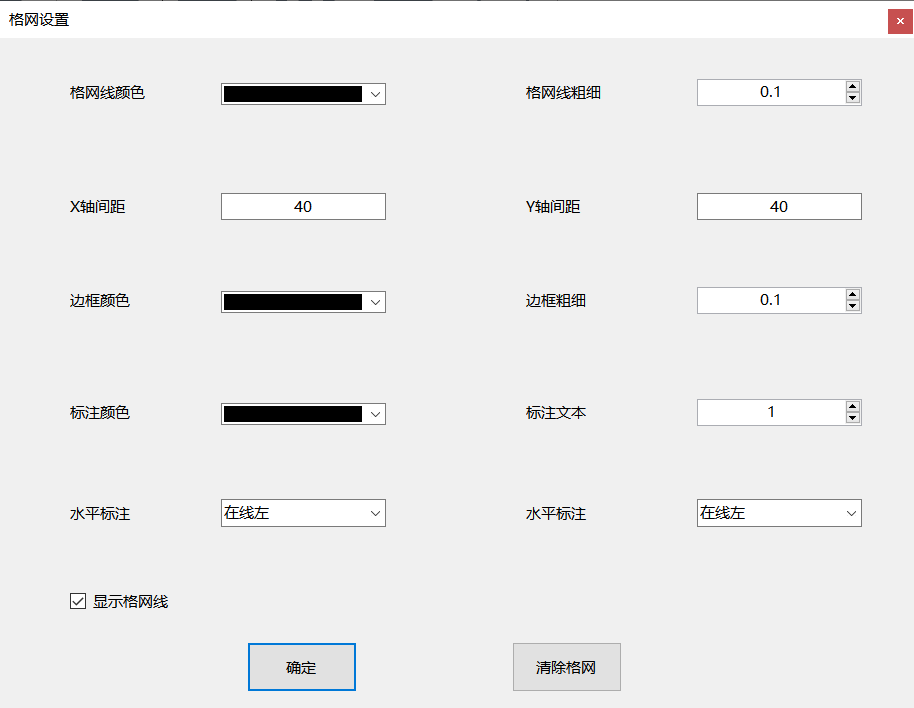 格网设置
格网线颜色
格网线粗细 0.1
X轴间距 40
Y轴间距 40
边框颜色
边框粗细 0.1
标注颜色
标注文本 1
水平标注 在线左
水平标注 在线左
显示格网线
确定
清除格网